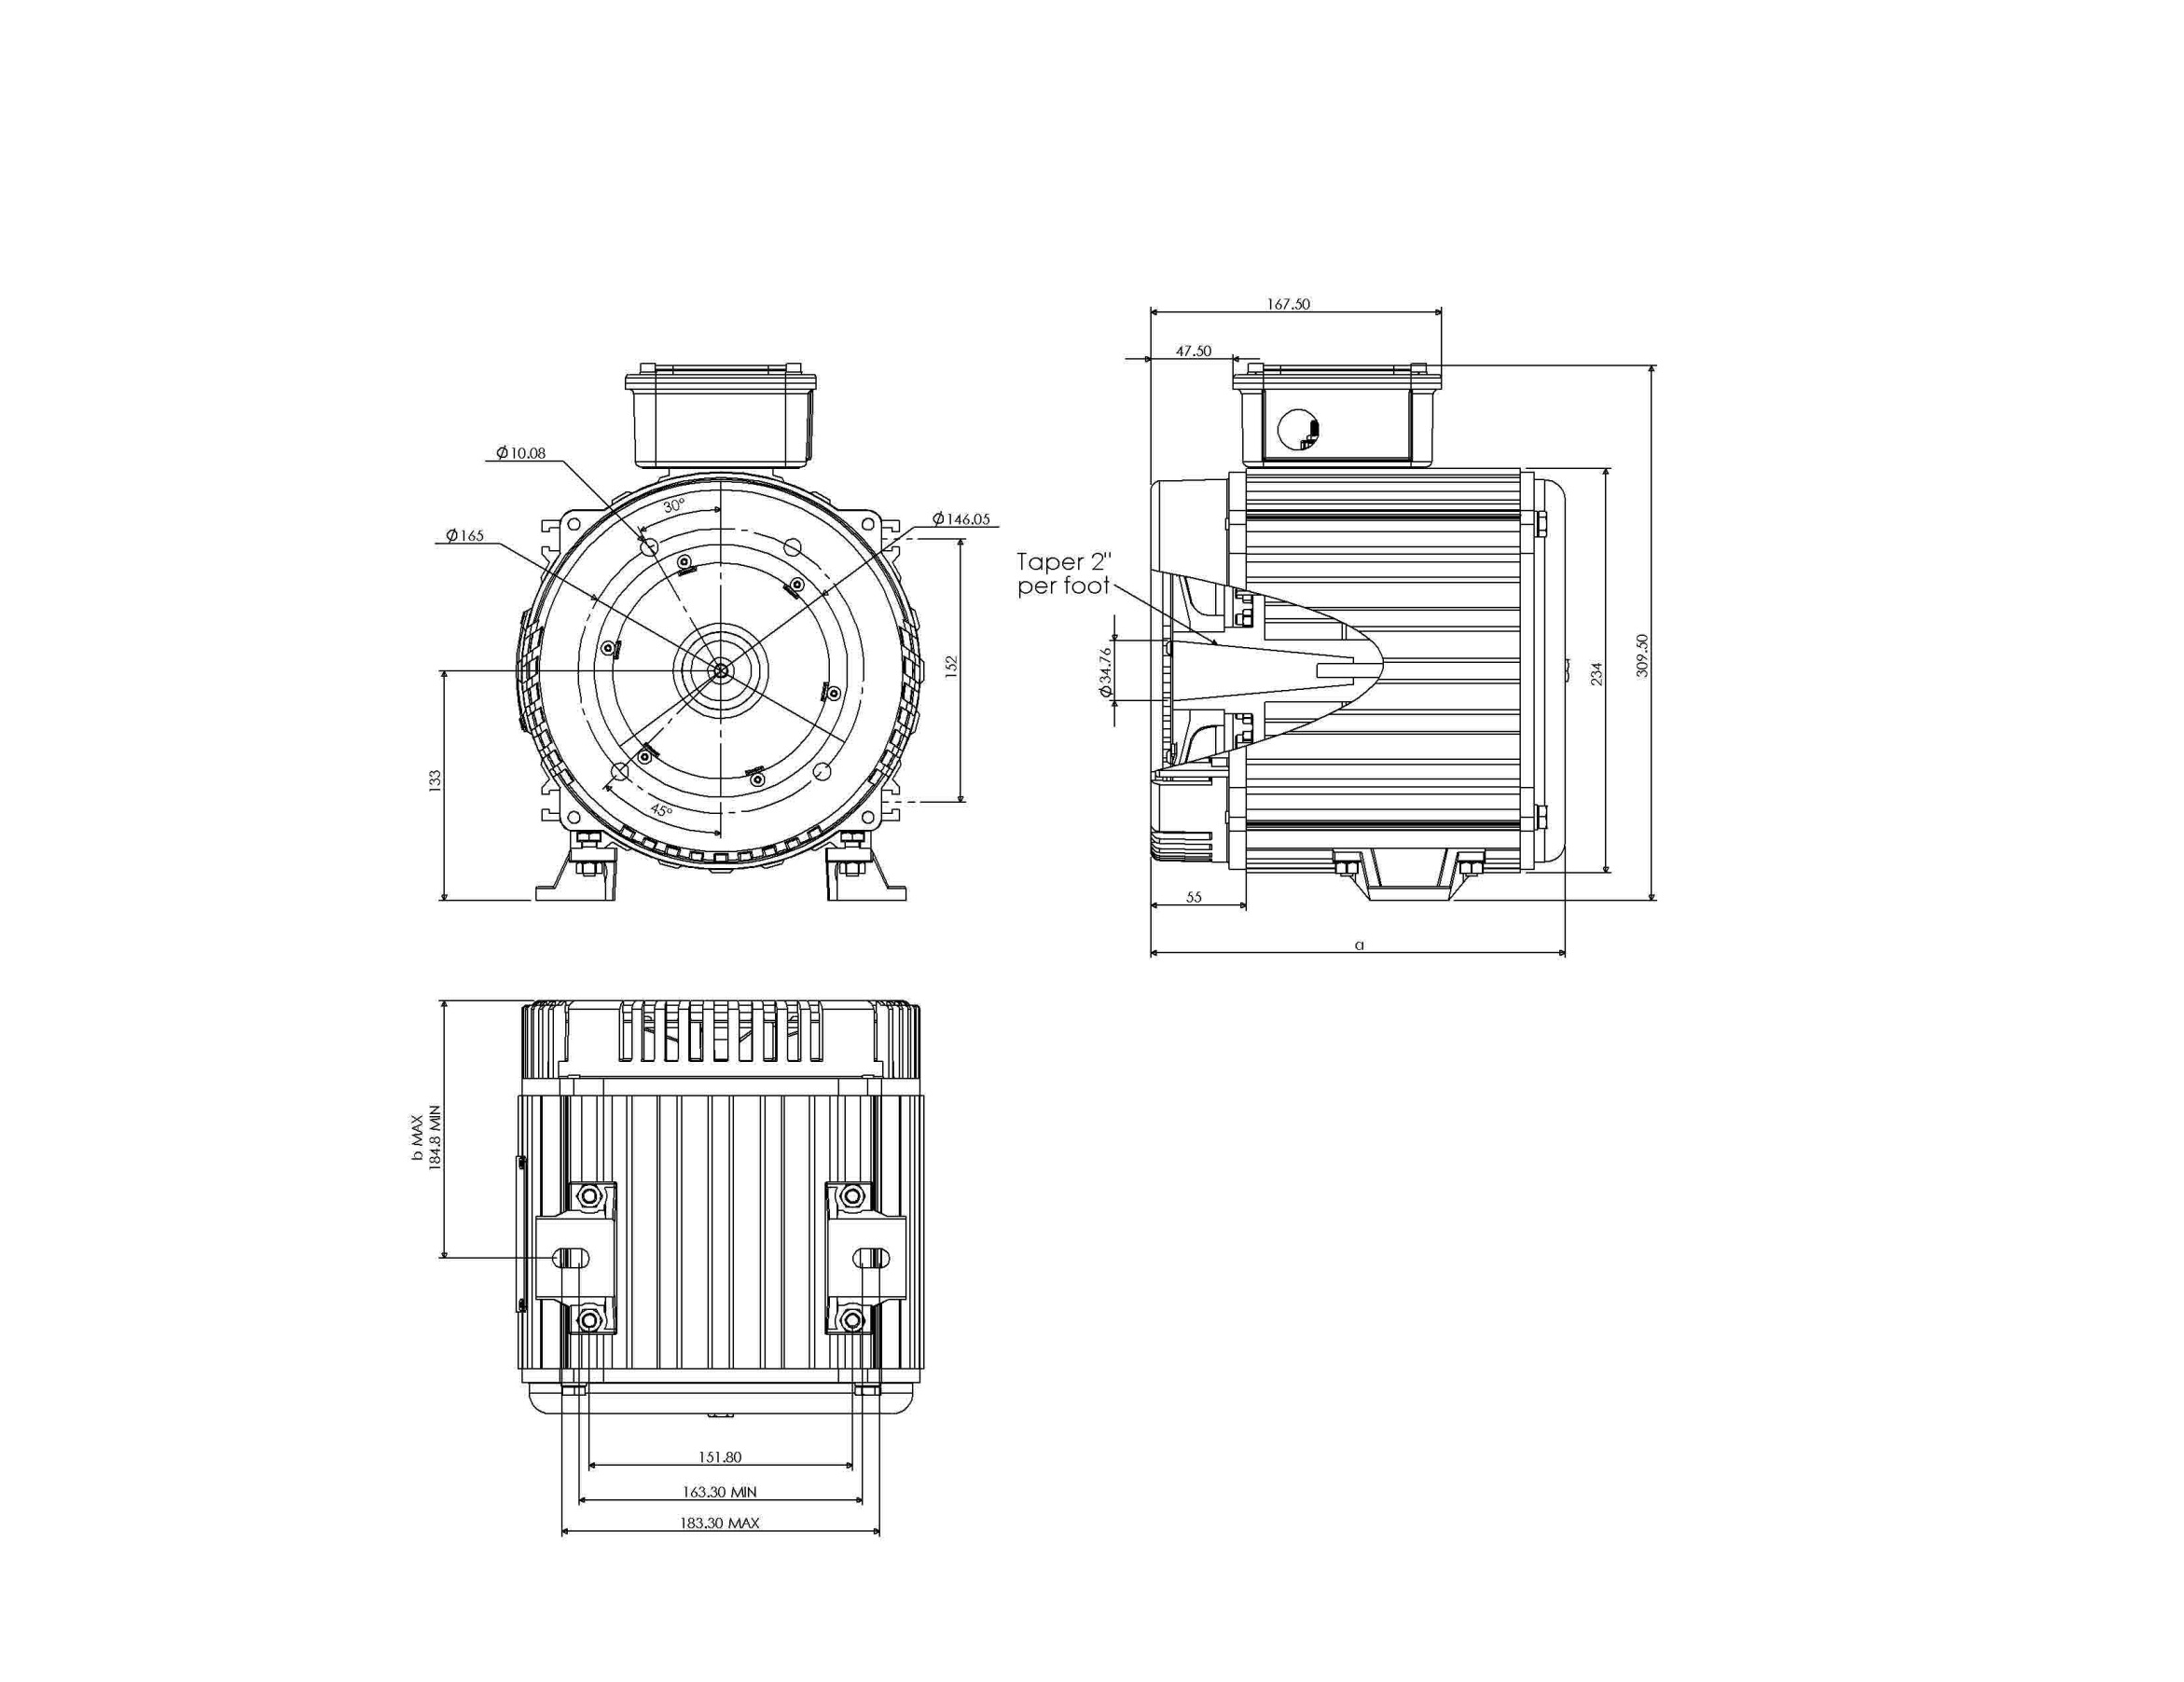 167.50
47.50
Ø10.08
30°
Ø146.05
Ø165
Taper 2"
per foot
152
Ø34.76
234
309.50
133
45°
55
a
b MAX
184.8 MIN
151.80
163.30 MIN
183.30 MAX